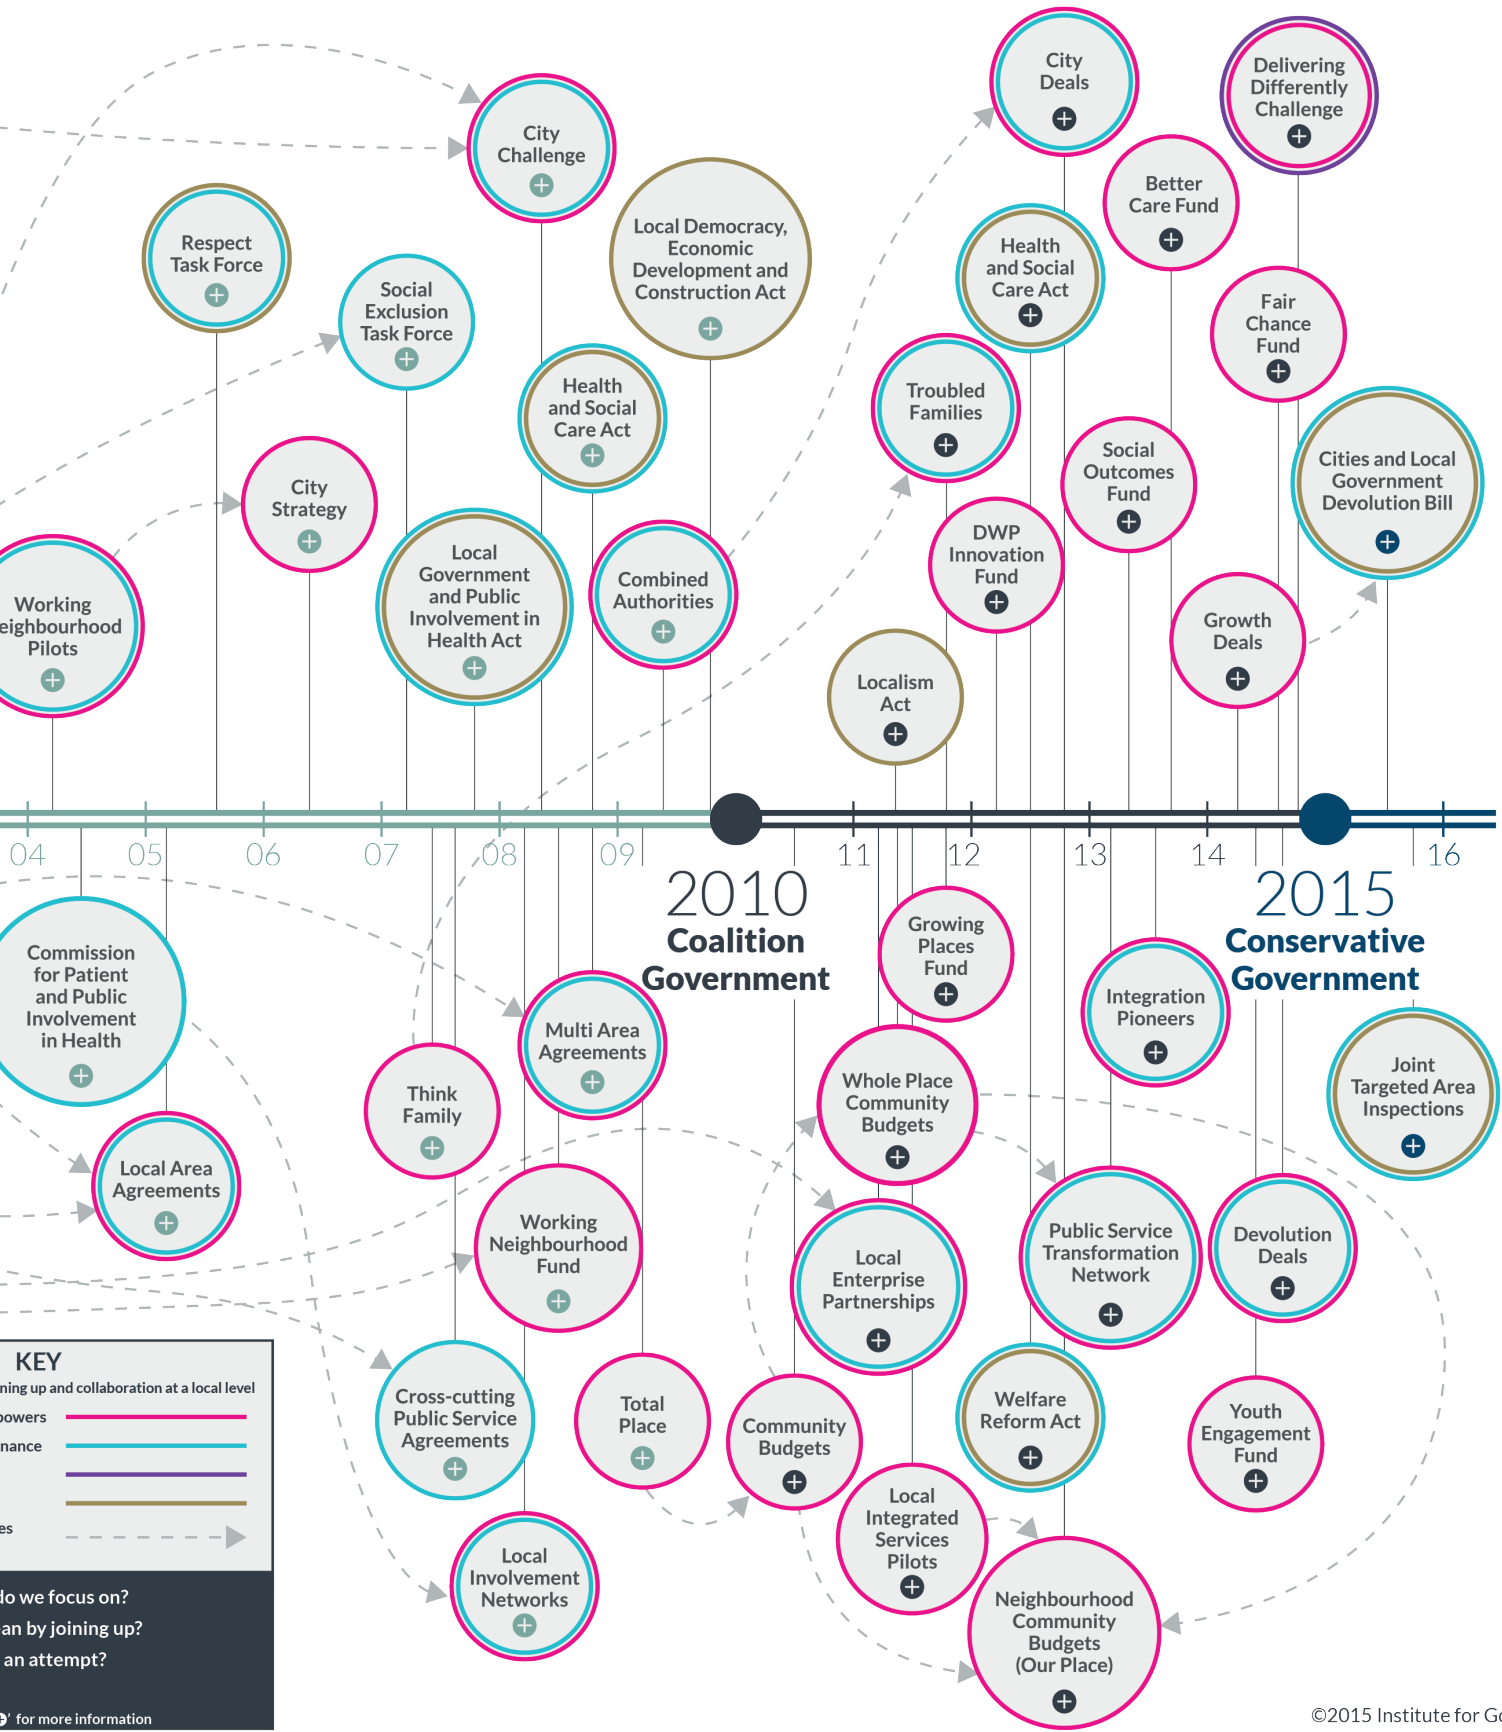 City
Deals
Delivering
Differently
Challenge
City
Challenge
Better
Care Fund
Respect
Task Force
Local Democracy,
Economic
Development and
Construction Act
Health
and Social
Care Act
Social
Exclusion
Task Force
Fair
Chance
Fund
Health
and Social
Care Act
Troubled
Families
City
Strategy
Social
Outcomes
Fund
Cities and Local
Government
Devolution Bill
Local
Government
and Public
Involvement in
Health Act
DWP
Innovation
Fund
Combined
Authorities
Working
eighbourhood
Pilots
Growth
Deals
Localism
Act
04
05
06
07
08
09
11
12
13
14
16
2010
Coalition
Government
2015
Conservative
Government
Growing
Places
Fund
Commission
for Patient
and Public
Involvement
in Health
Integration
Pioneers
Multi Area
Agreements
Think
Family
Whole Place
Community
Budgets
Joint
Targeted Area
Inspections
Local Area
Agreements
Working
Neighbourhood
Fund
Local
Enterprise
Partnerships
Public Service
Transformation
Network
Devolution
Deals
KEY
ning up and collaboration at a local level
powers
nance
es
Cross-cutting
Public Service
Agreements
Total
Place
Community
Budgets
Welfare
Reform Act
Youth
Engagement
Fund
Local
Integrated
Services
Pilots
Local
Involvement
Networks
Neighbourhood
Community
Budgets
(Our Place)
do we focus on?
an by joining up?
an attempt?
' for more information
©2015 Institute for Go